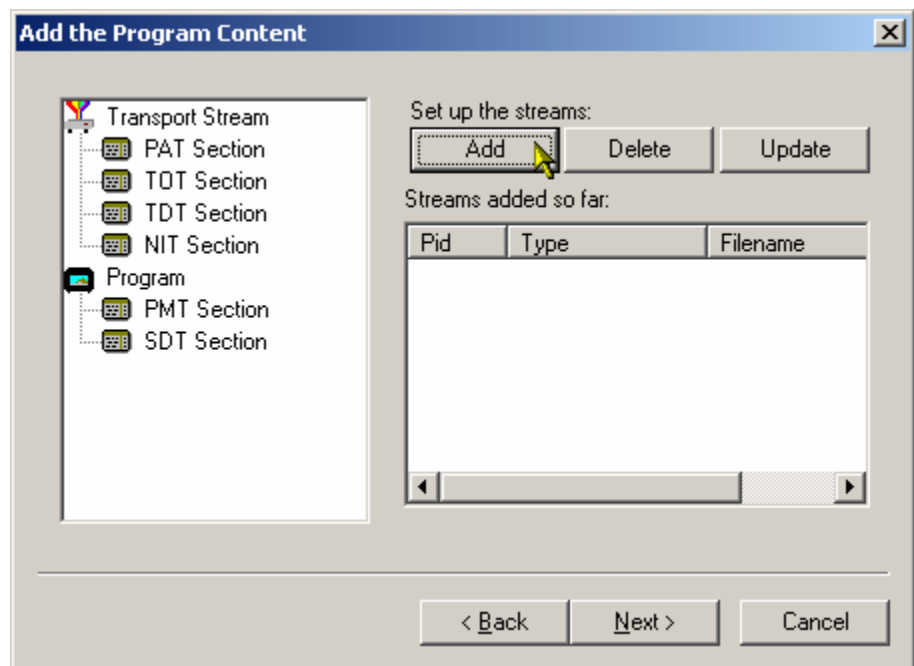 Add the Program Content
Transport Stream
PAT Section
TOT Section
TDT Section
NIT Section
Program
PMT Section
SDT Section
Set up the streams:
Add Delete Update
Streams added so far:
Pid Type Filename
< Back Next > Cancel